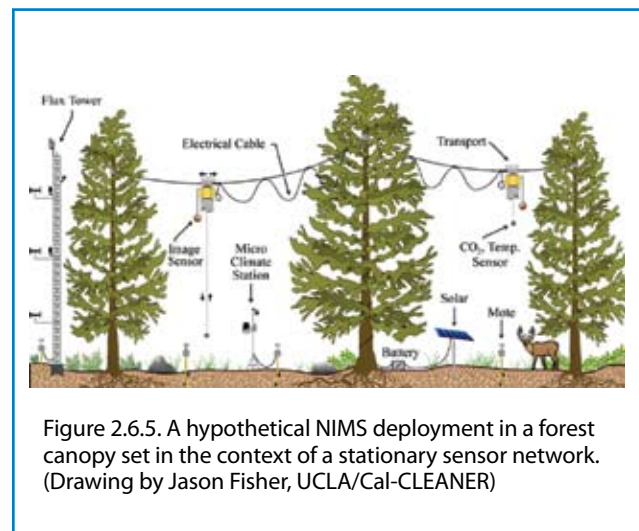 Flux Tower
Electrical Cable
Transport
Image
Sensor
Micro
Climate
Station
CO₂, Temp.
Sensor
Solar
Mote
Battery
Figure 2.6.5. A hypothetical NIMS deployment in a forest
canopy set in the context of a stationary sensor network.
(Drawing by Jason Fisher, UCLA/Cal-CLEANER)